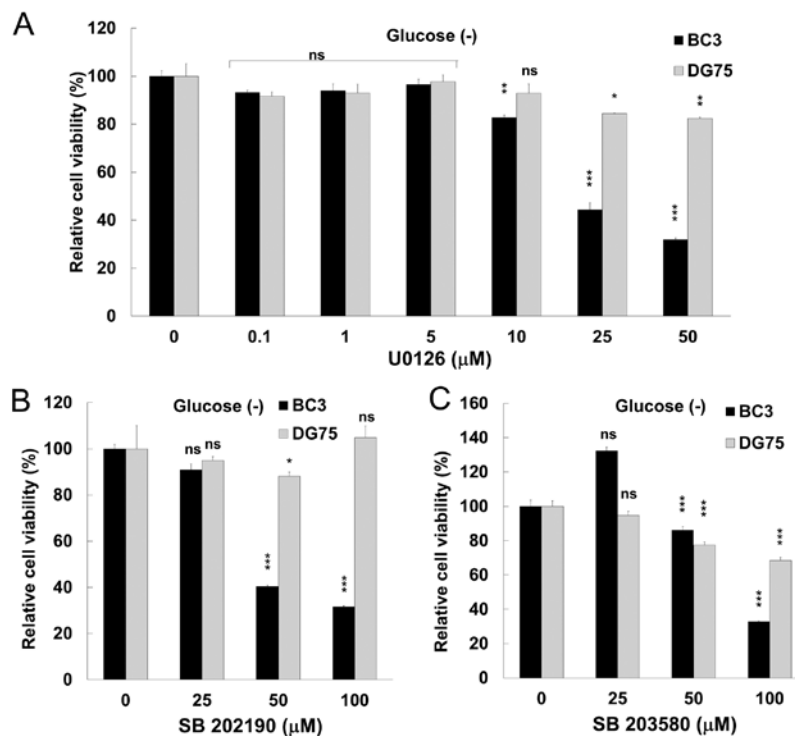 A
Glucose (-)
BC3
DG75
ns
** ns * **
*** ***
120
100
80
60
40
20
0
Relative cell viability (%)
0 0.1 1 5 10 25 50
U0126 (μM)
B
Glucose (-)
BC3
DG75
ns ns * ns
*** ***
120
100
80
60
40
20
0
Relative cell viability (%)
0 25 50 100
SB 202190 (μM)
C
Glucose (-)
BC3
DG75
ns ns *** *** *** ***
160
140
120
100
80
60
40
20
0
Relative cell viability (%)
0 25 50 100
SB 203580 (μM)